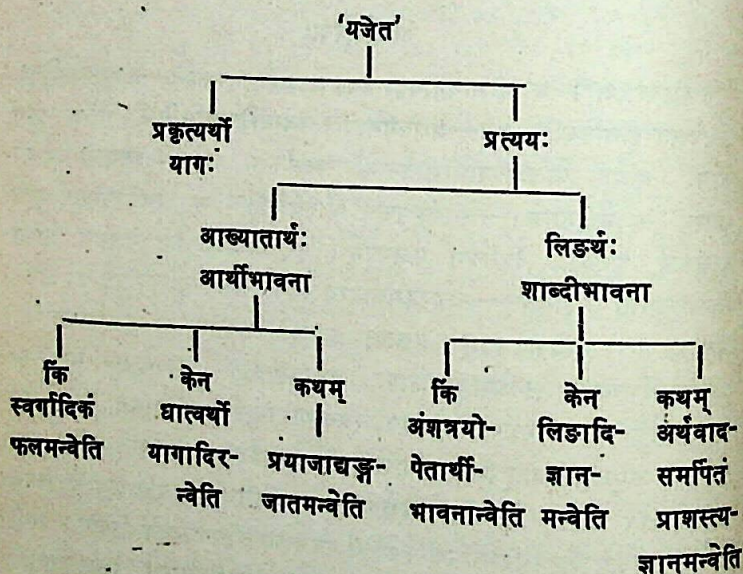 ‘यजेत’
प्रकृत्यर्थो
यागः
प्रत्ययः
आख्यातार्थः
आर्थीभावना
लिङर्थः
शाब्दीभावना
किं
स्वर्गादिकं
फलमन्वेति
केन
धात्वर्थो
यागादिर-
न्वेति
कथम्
प्रयाजाद्यङ्ग-
जातमन्वेति
किं
अंशत्रयो-
पेतार्थी-
भावनान्वेति
केन
लिङादि-
ज्ञान-
मन्वेति
कथम्
अर्थवाद-
समर्पितं
प्राशस्त्य-
ज्ञानमन्वेति